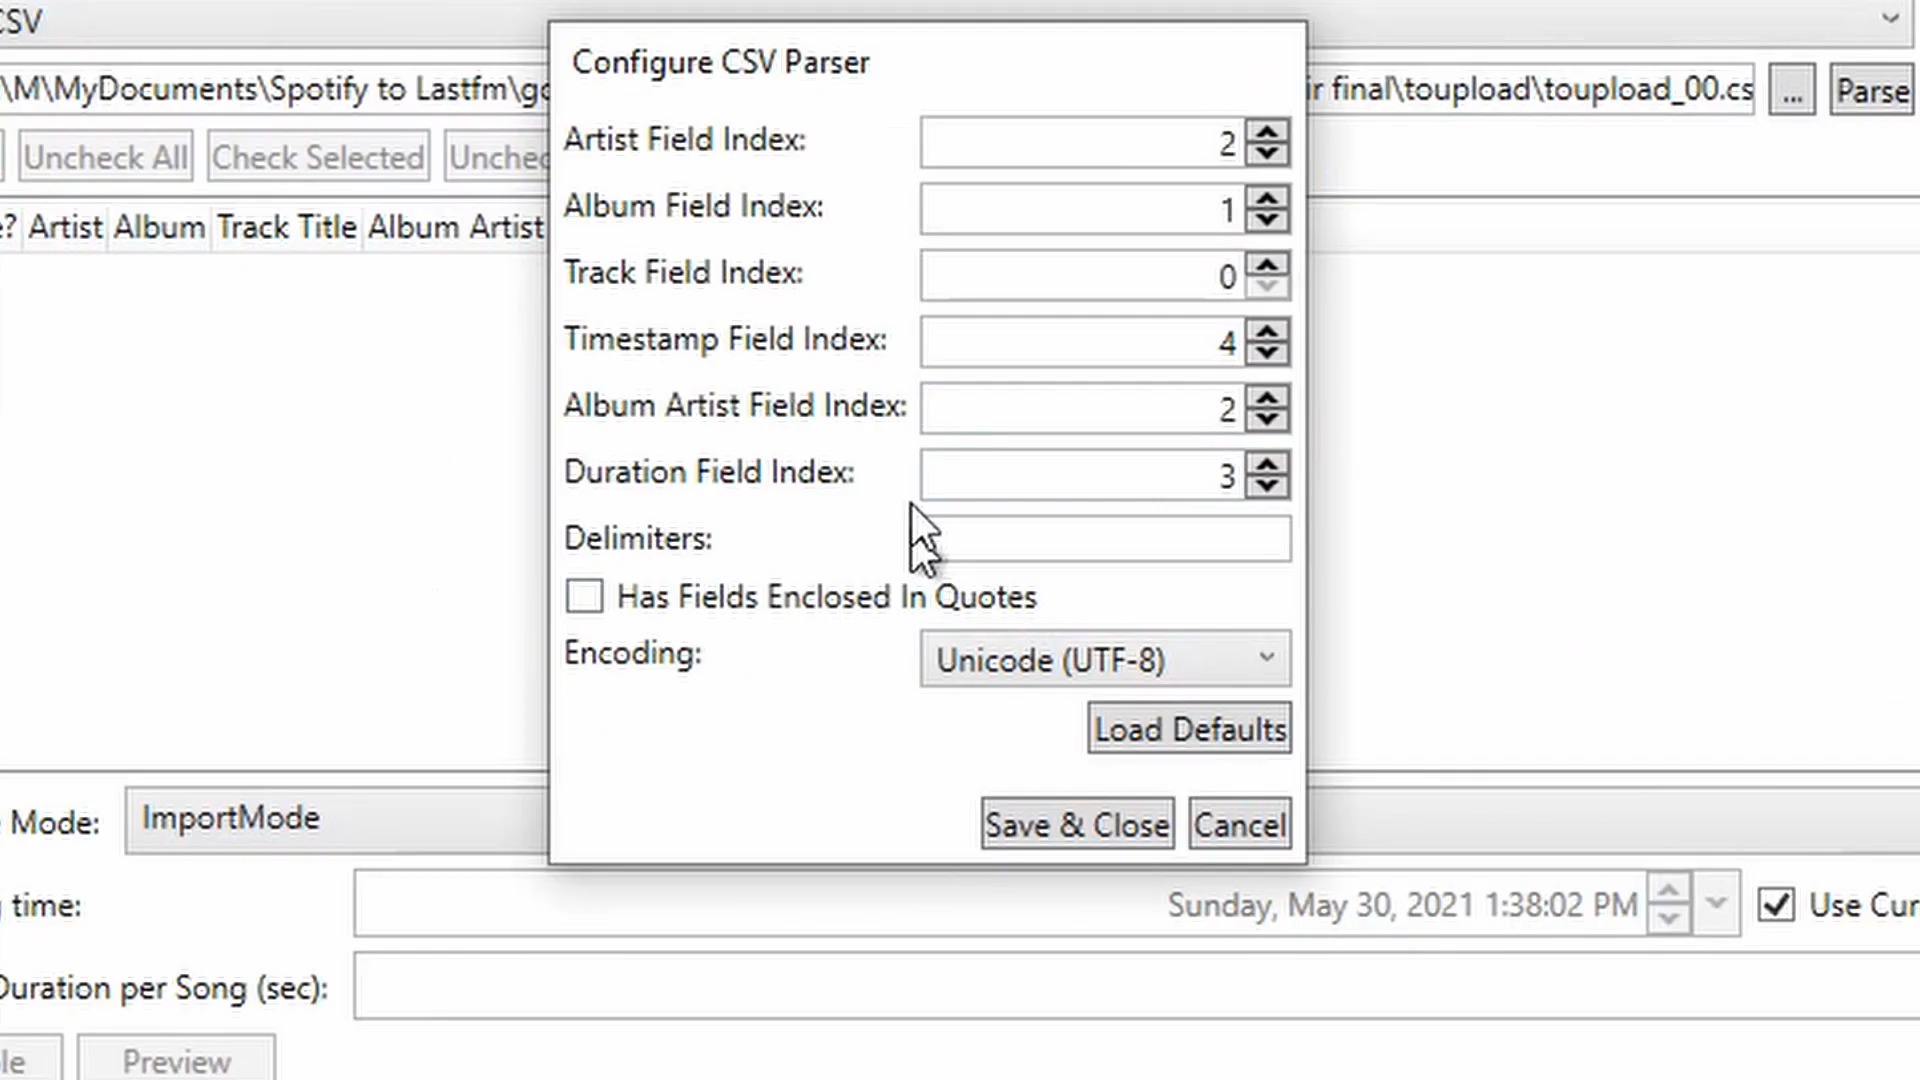 CSV
Configure CSV Parser
\M\MyDocuments\Spotify to Lastfm\go
ir final\toupload\toupload_00.cs
...
Parse
Artist Field Index: 2
Uncheck All
Check Selected
Unchec
Album Field Index: 1
e? Artist Album Track Title Album Artist
Track Field Index: 0
Timestamp Field Index: 4
Album Artist Field Index: 2
Duration Field Index: 3
Delimiters:
Has Fields Enclosed In Quotes
Encoding: Unicode (UTF-8)
Load Defaults
Save & Close
Cancel
Mode: ImportMode
time: Sunday, May 30, 2021 1:38:02 PM
Use Cur
Duration per Song (sec):
le
Preview